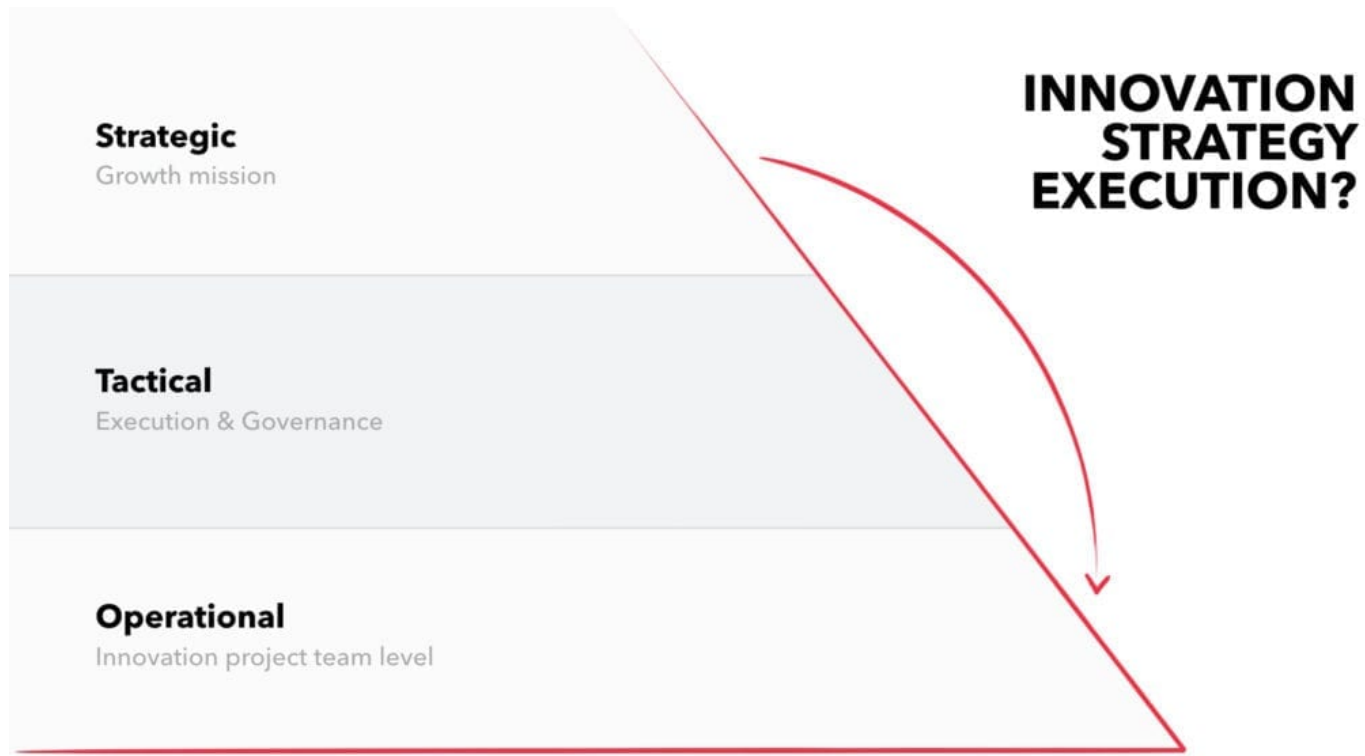 INNOVATION
STRATEGY
EXECUTION?
Strategic
Growth mission
Tactical
Execution & Governance
Operational
Innovation project team level